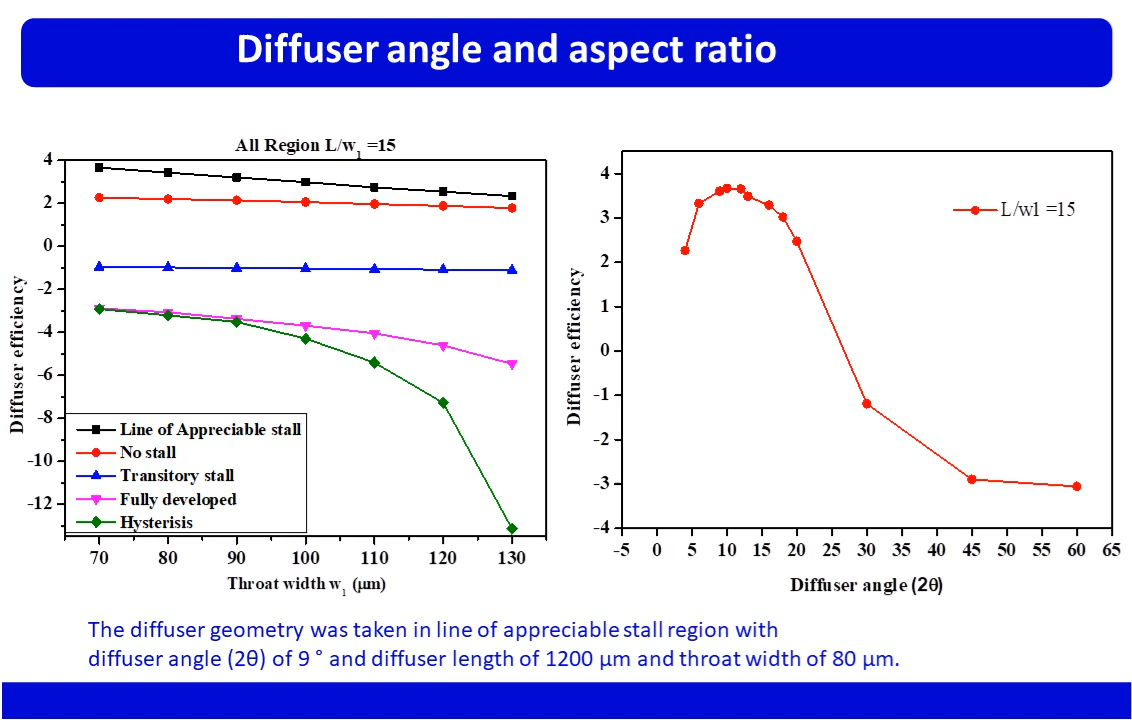 Diffuser angle and aspect ratio
All Region L/w1 =15
4
2
0
-2
-4
-6
-8
-10
-12
Diffuser efficiency
Line of Appreciable stall
No stall
Transitory stall
Fully developed
Hysterisis
70 80 90 100 110 120 130
Throat width w1 (µm)
4
3
2
1
0
-1
-2
-3
-4
Diffuser efficiency
L/w1 =15
-5 0 5 10 15 20 25 30 35 40 45 50 55 60 65
Diffuser angle (2θ)
The diffuser geometry was taken in line of appreciable stall region with
diffuser angle (2θ) of 9 ° and diffuser length of 1200 µm and throat width of 80 µm.